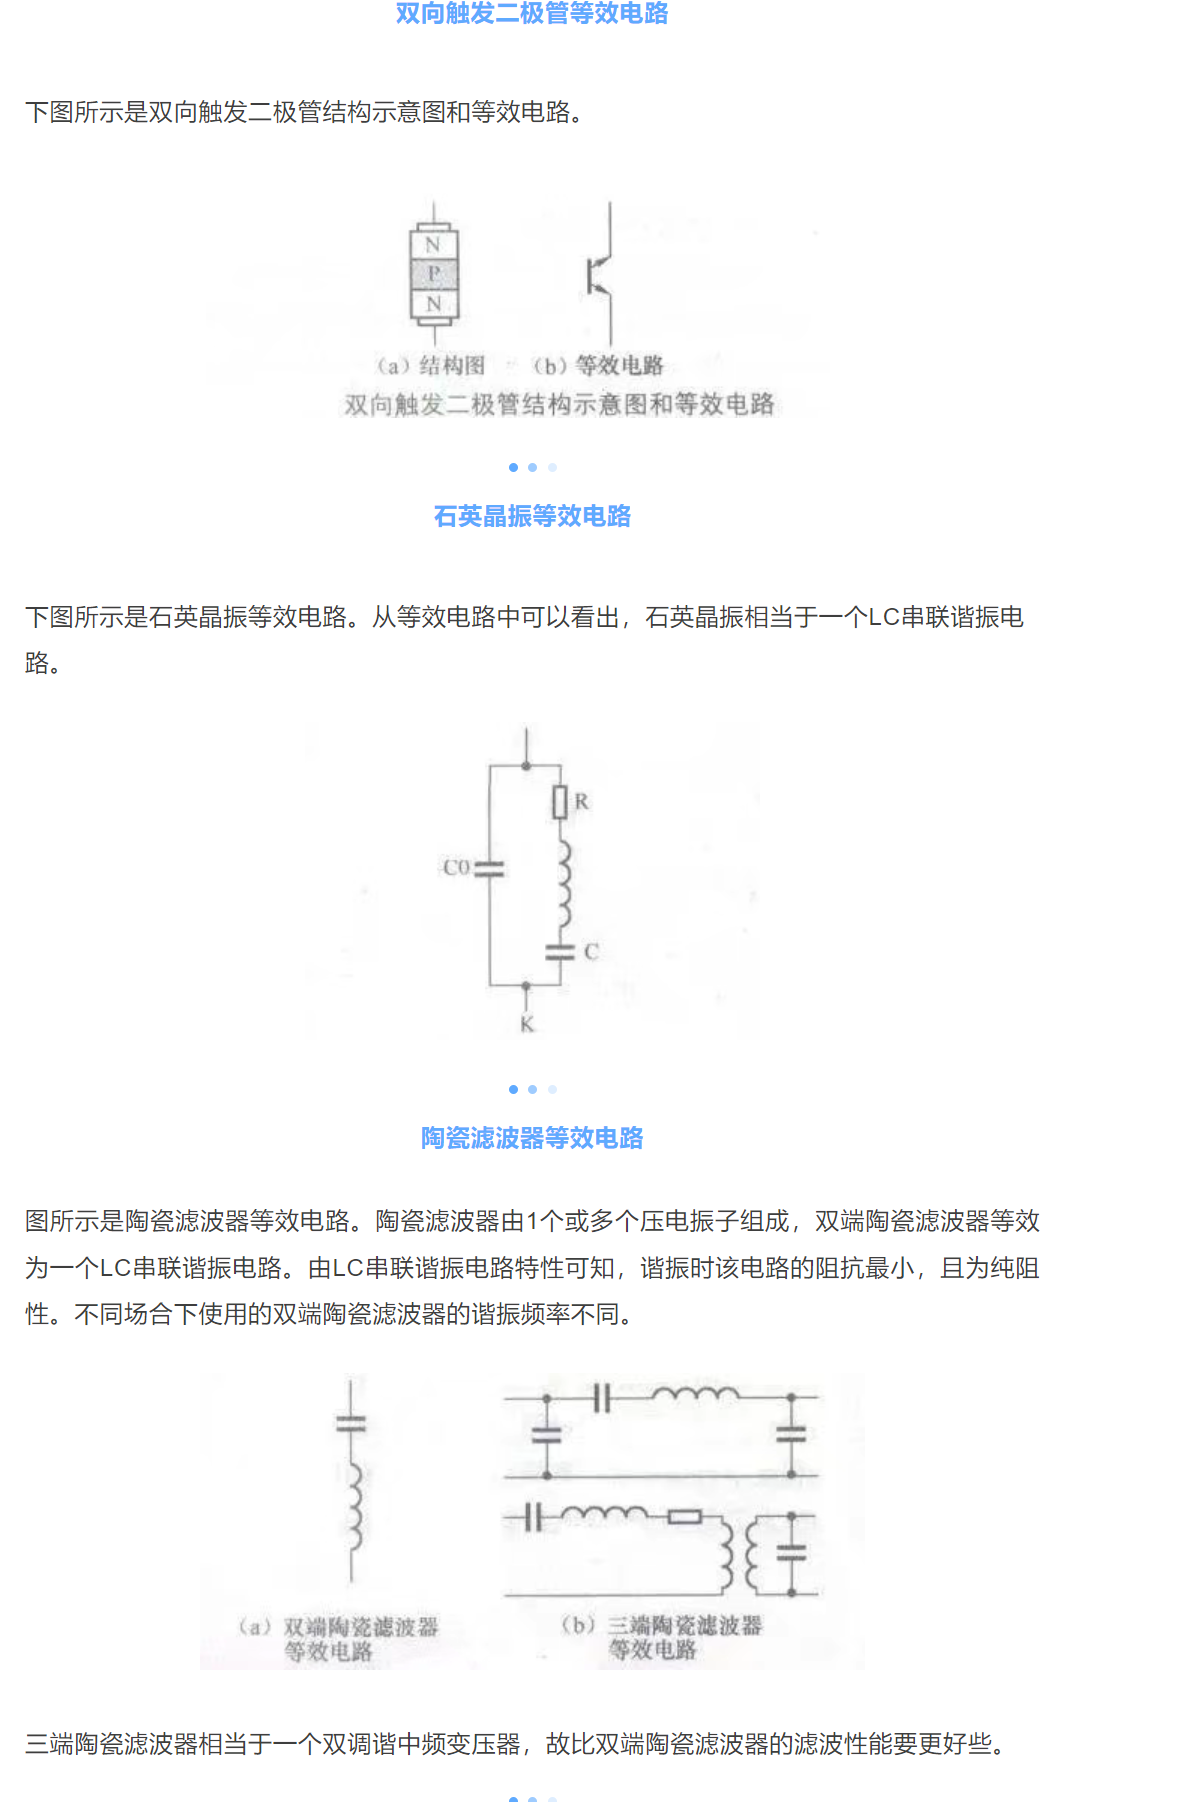 双向触发二极管等效电路
下图所示是双向触发二极管结构示意图和等效电路。
N
P
N
（a）结构图
（b）等效电路
双向触发二极管结构示意图和等效电路
石英晶振等效电路
下图所示是石英晶振等效电路。从等效电路中可以看出，石英晶振相当于一个LC串联谐振电
路。
R
C0
C
K
陶瓷滤波器等效电路
图所示是陶瓷滤波器等效电路。陶瓷滤波器由1个或多个压电振子组成，双端陶瓷滤波器等效
为一个LC串联谐振电路。由LC串联谐振电路特性可知，谐振时该电路的阻抗最小，且为纯阻
性。不同场合下使用的双端陶瓷滤波器的谐振频率不同。
（a）双端陶瓷滤波器
等效电路
（b）三端陶瓷滤波器
等效电路
三端陶瓷滤波器相当于一个双调谐中频变压器，故比双端陶瓷滤波器的滤波性能要更好些。